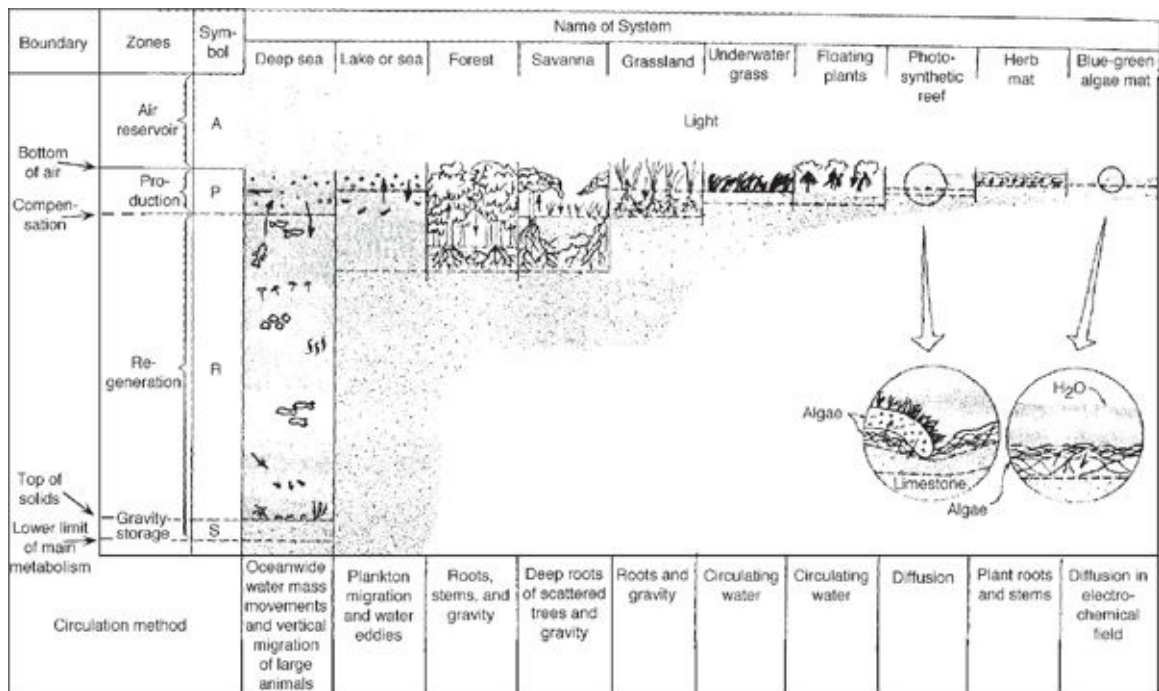 Boundary
Zones
Sym-
bol
Name of System
Deep sea
Lake or sea
Forest
Savanna
Grassland
Underwater
grass
Floating
plants
Photo-
synthetic
reef
Herb
mat
Blue-green
algae mat
Air
reservoir
A
Light
Bottom
of air
Pro-
duction
P
Compen-
sation
Re-
generation
R
Algae
Limestone
H2O
Algae
Top of
solids
Gravity
storage
S
Lower limit
of main
metabolism
Circulation method
Oceanwide
water mass
movements
and vertical
migration
of large
animals
Plankton
migration
and water
eddies
Roots,
stems, and
gravity
Deep roots
of scattered
trees and
gravity
Roots and
gravity
Circulating
water
Circulating
water
Diffusion
Plant roots
and stems
Diffusion in
electro-
chemical
field